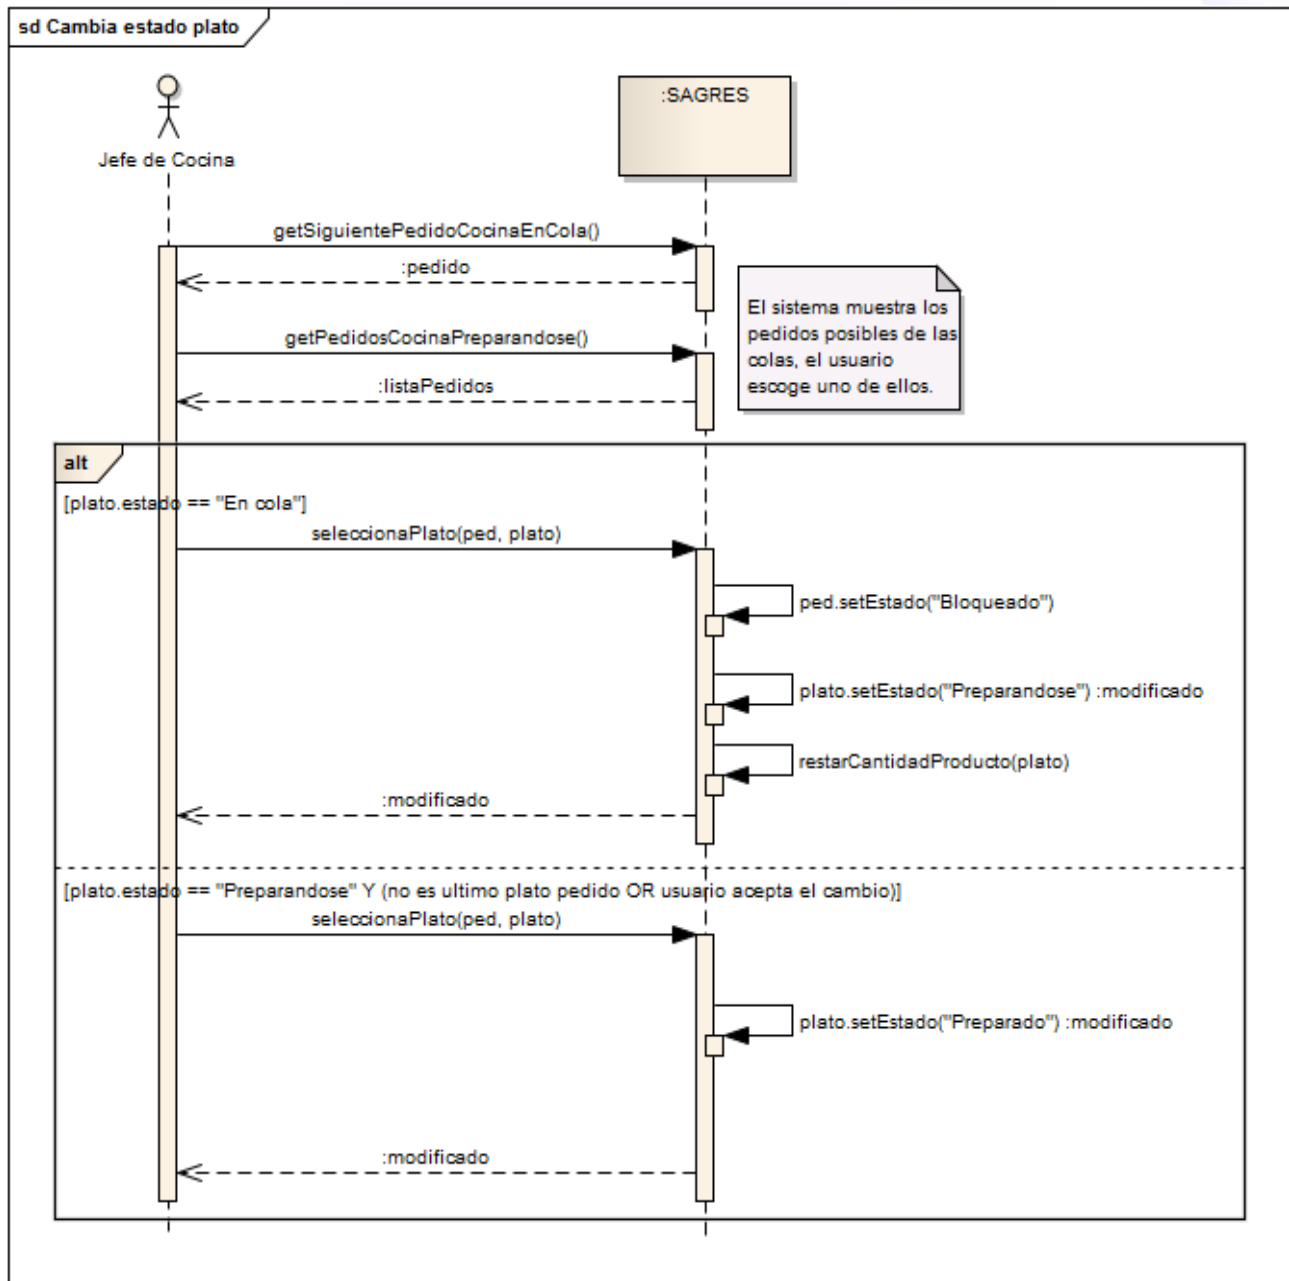 sd Cambia estado plato
:SAGRES
Jefe de Cocina
getSiguientePedidoCocinaEnCola()
:pedido
El sistema muestra los
pedidos posibles de las
colas, el usuario
escoge uno de ellos.
getPedidosCocinaPreparandose()
:listaPedidos
alt
[plato.estado == "En cola"]
seleccionaPlato(ped, plato)
ped.setEstado("Bloqueado")
plato.setEstado("Preparandose") :modificado
restarCantidadProducto(plato)
:modificado
[plato.estado == "Preparandose" Y (no es ultimo plato pedido OR usuario acepta el cambio)]
seleccionaPlato(ped, plato)
plato.setEstado("Preparado") :modificado
:modificado